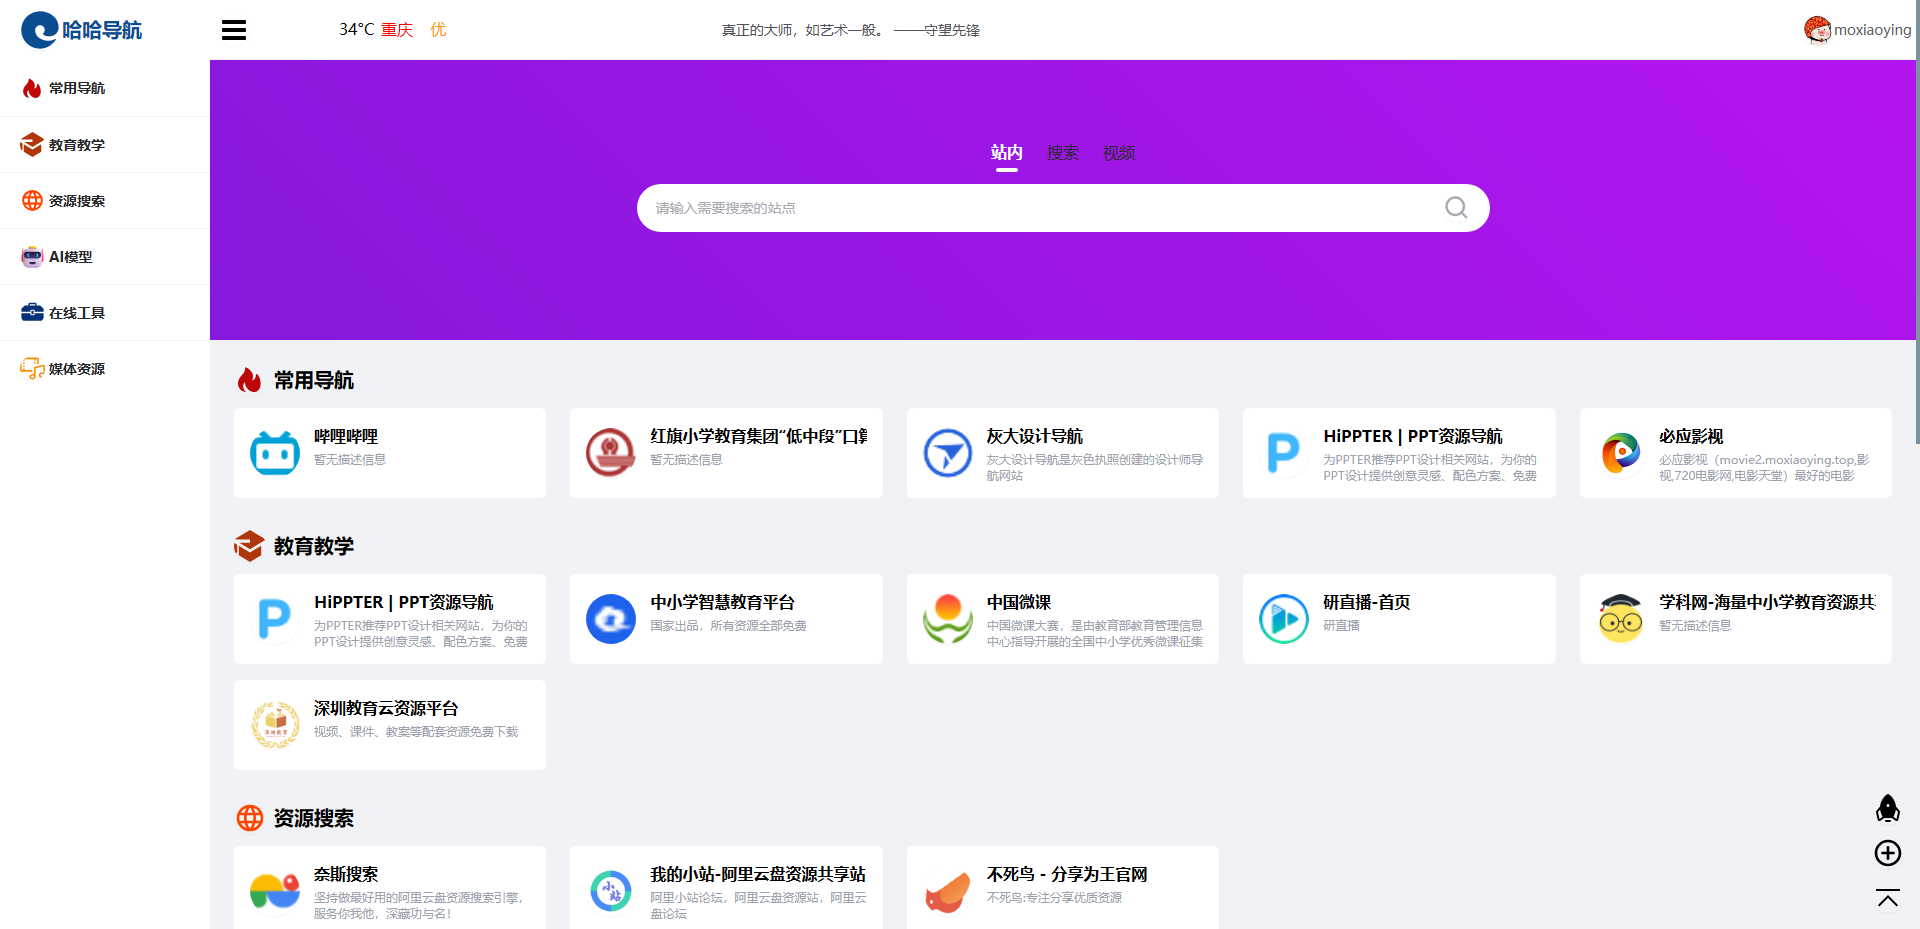 哈哈导航
34°C 重庆 优
真正的大师，如艺术一般。 ——守望先锋
moxiaoying
常用导航
教育教学
资源搜索
AI模型
在线工具
媒体资源
站内 搜索 视频
请输入需要搜索的站点
常用导航
哔哩哔哩
暂无描述信息
红旗小学教育集团“低中段”口算
暂无描述信息
灰大设计导航
灰大设计导航是灰色执照创建的设计师导
航网站
HiPPTER | PPT资源导航
为PPTER推荐PPT设计相关网站，为你的
PPT设计提供创意灵感、配色方案、免费
必应影视
必应影视（movie2.moxiaoying.top,影
视,720电影网,电影天堂）最好的电影
教育教学
HiPPTER | PPT资源导航
为PPTER推荐PPT设计相关网站，为你的
PPT设计提供创意灵感、配色方案、免费
中小学智慧教育平台
国家出品，所有资源全部免费
中国微课
中国微课大赛，是由教育部教育管理信息
中心指导开展的全国中小学优秀微课征集
研直播-首页
研直播
学科网-海量中小学教育资源共
暂无描述信息
深圳教育
深圳教育云资源平台
视频、课件、教案等配套资源免费下载
资源搜索
奈斯搜索
坚持做最好用的阿里云盘资源搜索引擎，
服务你我他，深藏功与名！
小站
我的小站-阿里云盘资源共享站
阿里小站论坛，阿里云盘资源站，阿里云
盘论坛
不死鸟 - 分享为王官网
不死鸟:专注分享优质资源